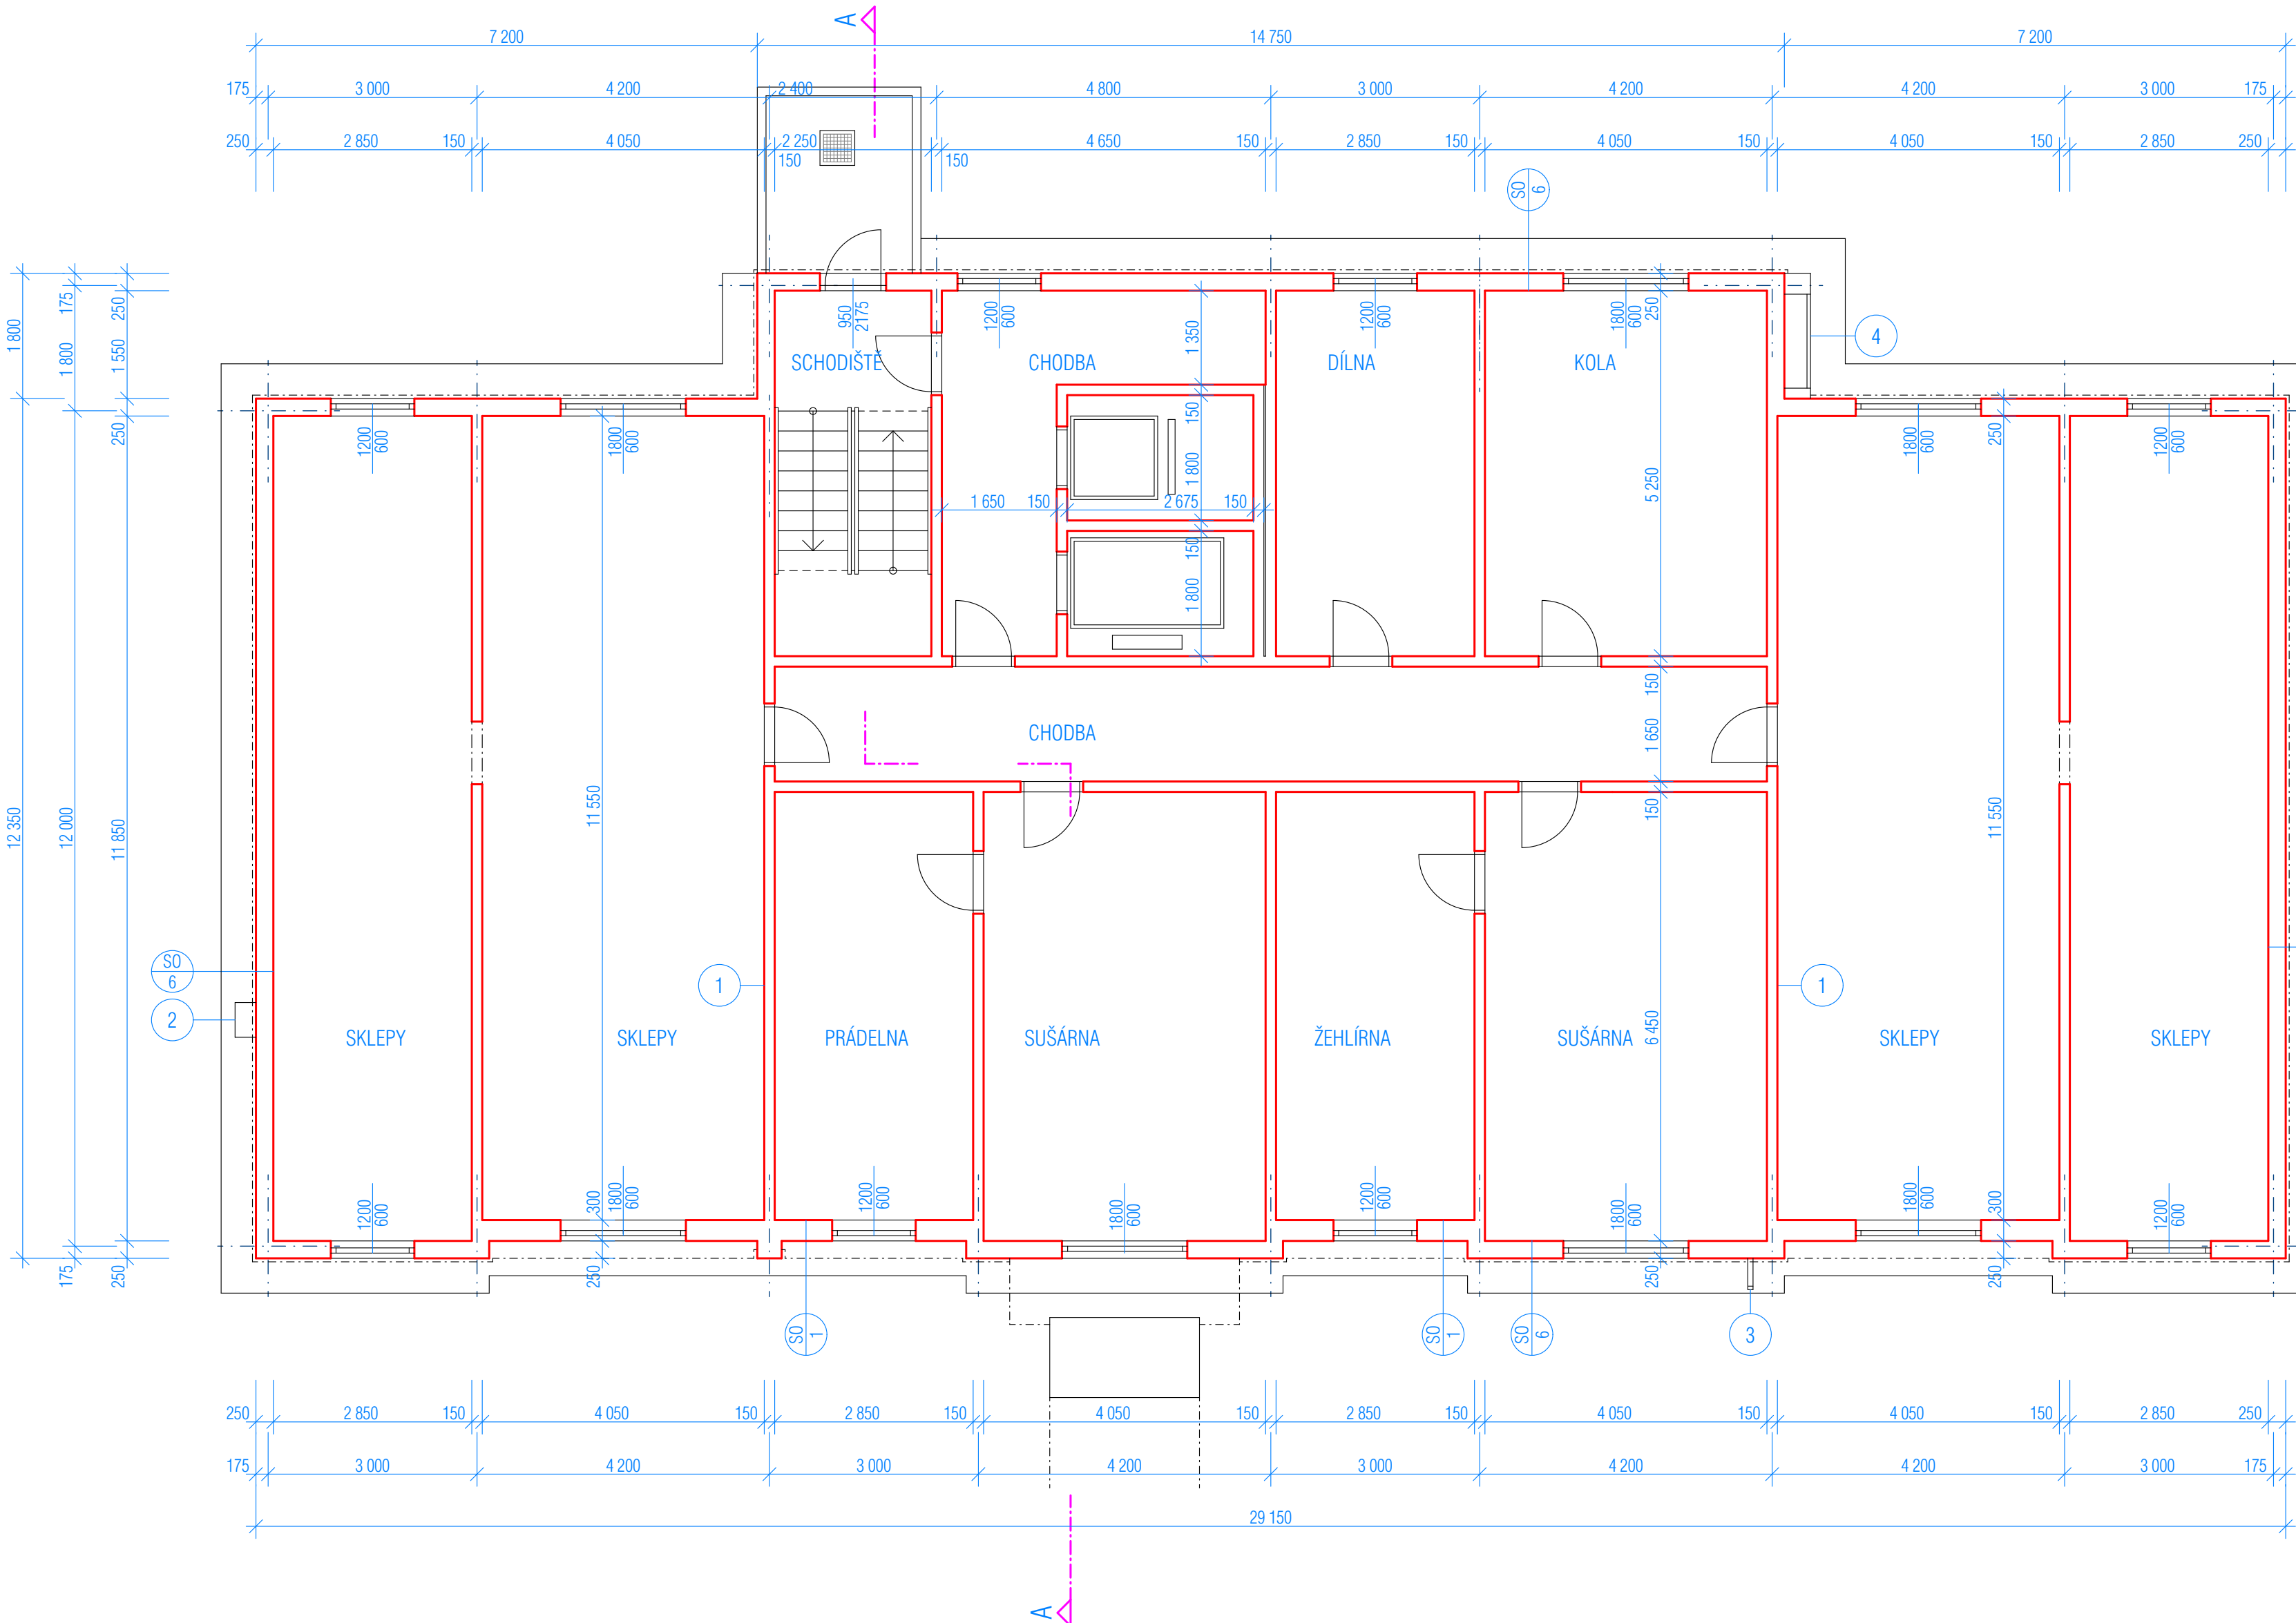 A
7 200 14 750 7 200
175 3 000 4 200 2 400 4 800 3 000 4 200 4 200 3 000 175
250 2 850 150 4 050 2 250 4 650 150 2 850 150 4 050 150 4 050 150 2 850 250
150 150
SO 6
1 800 175 250
1 800 1 550
250
950 2175
1200 600
1200 600
1800 600
250
1 350
4
SCHODIŠTĚ CHODBA DÍLNA KOLA
1200 600
1800 600
150
1800 600
250
1200 600
1 800
5 250
1 650 150 2 675 150
150
1 800
150
CHODBA
1 650
12 350 12 000 11 850
11 550
150
11 550
SO 6
1 1
2
SKLEPY SKLEPY PRÁDELNA SUŠÁRNA ŽEHLÍRNA SUŠÁRNA SKLEPY SKLEPY
6 450
1200 600
300
1800 600
1200 600
1800 600
1200 600
1800 600
1800 600
300
1200 600
175 250
250
250
250
SO 1
SO 1
SO 6
3
250 2 850 150 4 050 150 2 850 150 4 050 150 2 850 150 4 050 150 4 050 150 2 850 250
175 3 000 4 200 3 000 4 200 3 000 4 200 4 200 3 000 175
29 150
A